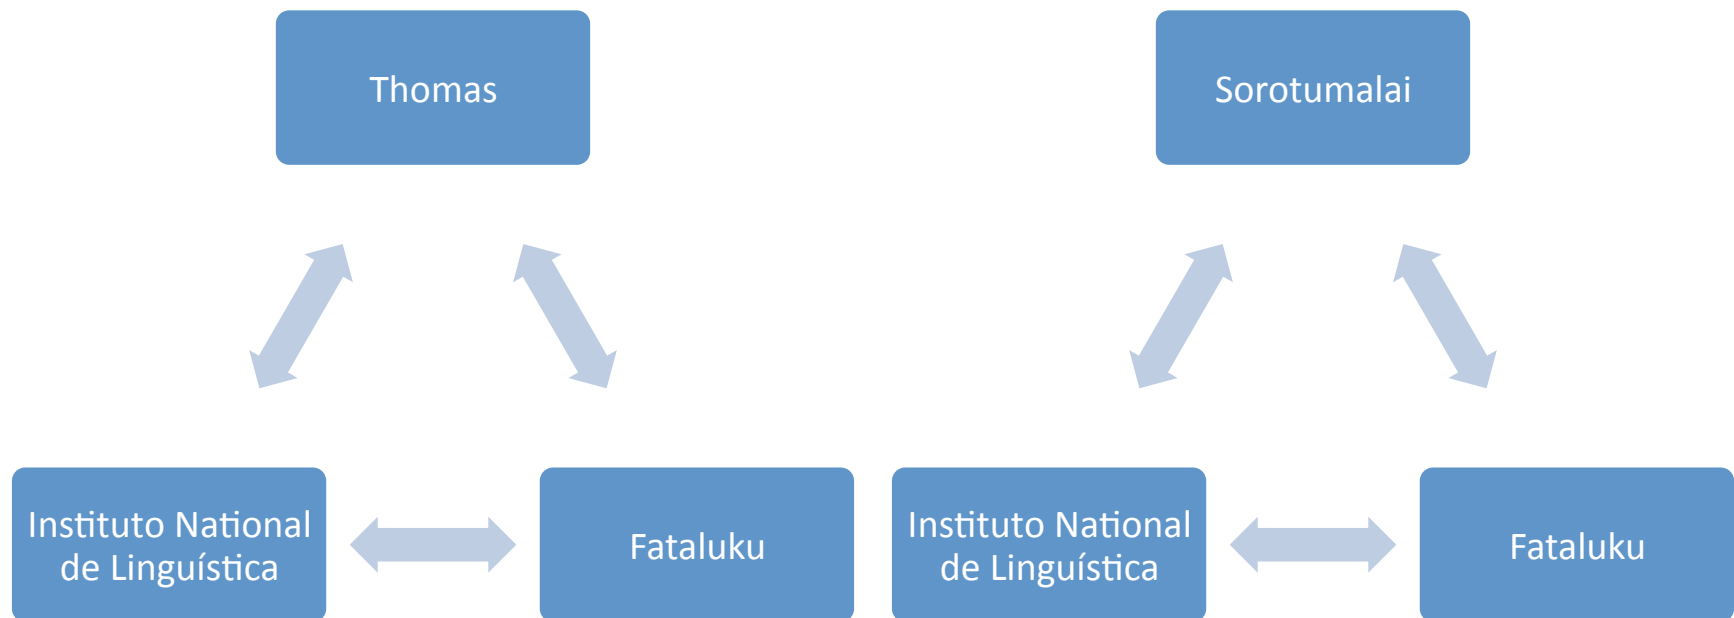 Thomas
Sorotumalai
Instituto National
de Linguística
Fataluku
Instituto National
de Linguística
Fataluku